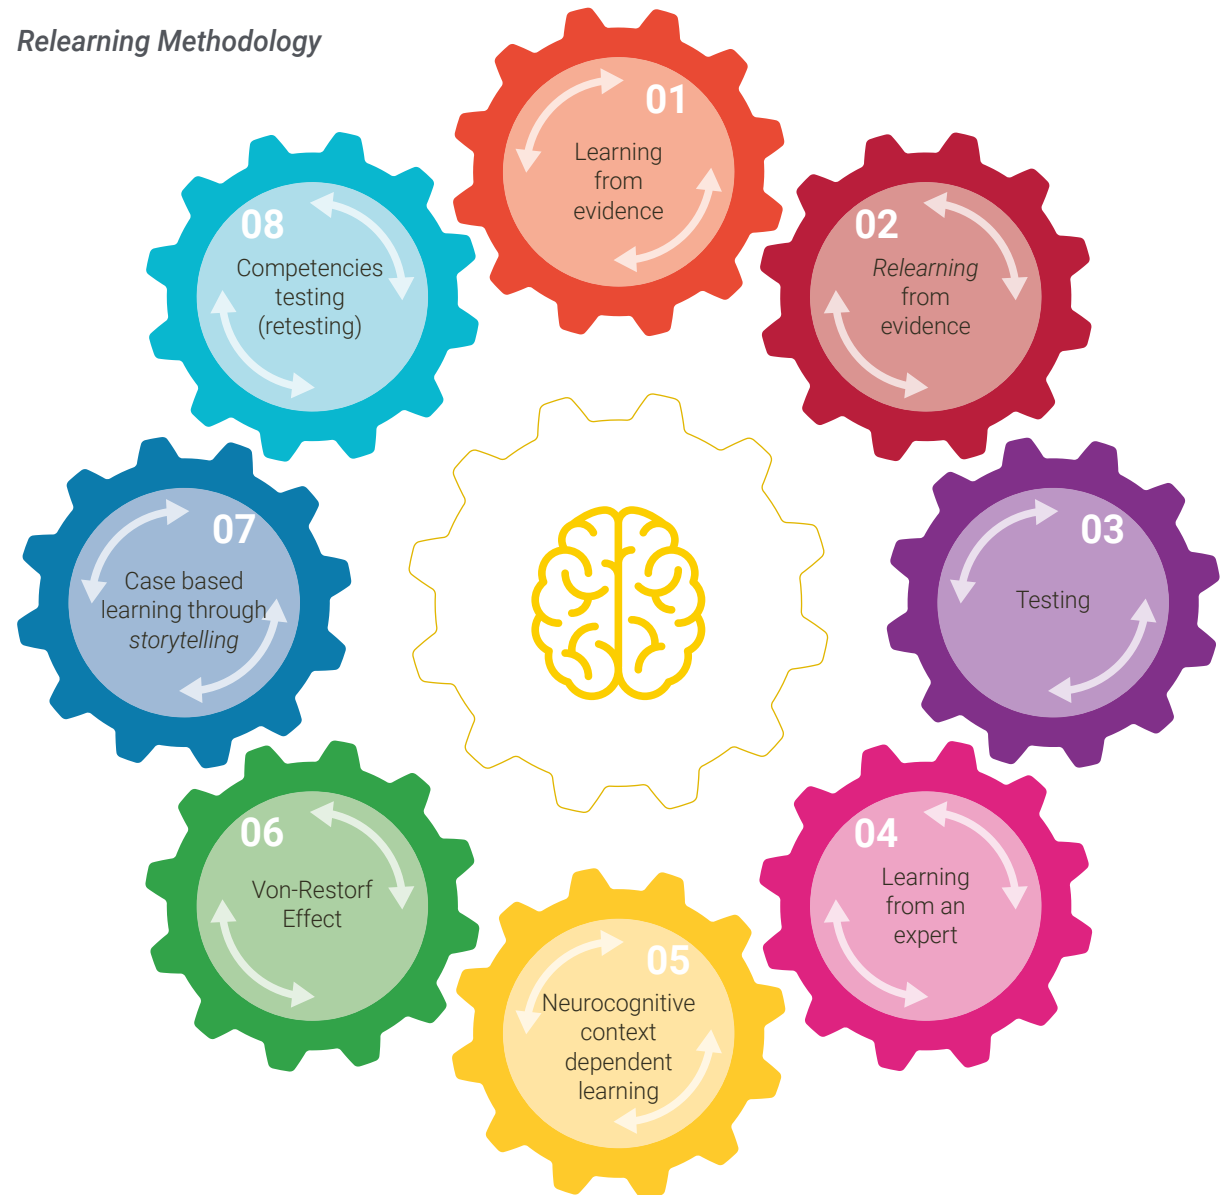 Relearning Methodology
01
Learning
from
evidence
02
Relearning
from
evidence
03
Testing
04
Learning
from an
expert
05
Neurocognitive
context
dependent
learning
06
Von-Restorf
Effect
07
Case based
learning through
storytelling
08
Competencies
testing
(retesting)